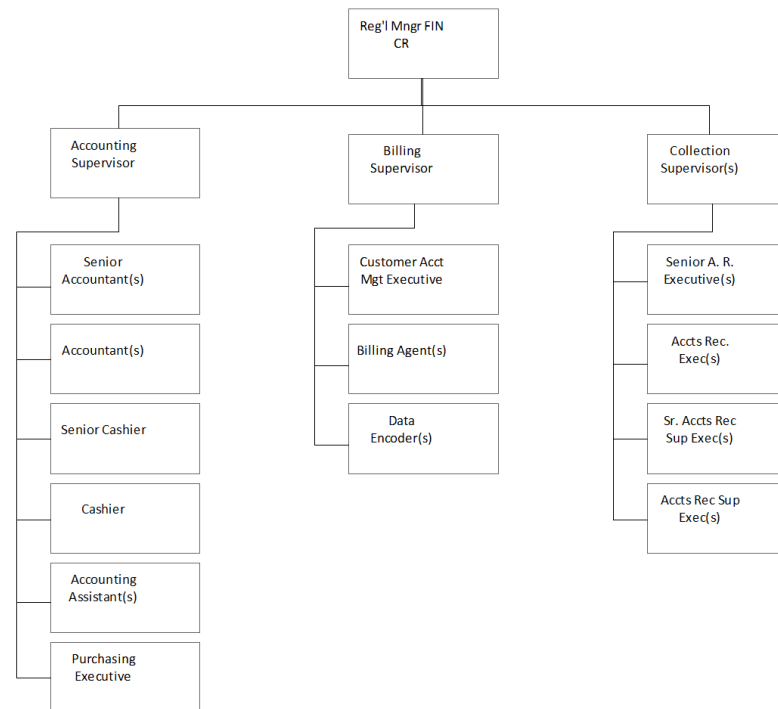 Reg'l Mngr FIN
CR
Accounting
Supervisor
Billing
Supervisor
Collection
Supervisor(s)
Senior
Accountant(s)
Accountant(s)
Senior Cashier
Cashier
Accounting
Assistant(s)
Purchasing
Executive
Customer Acct
Mgt Executive
Billing Agent(s)
Data
Encoder(s)
Senior A. R.
Executive(s)
Accts Rec.
Exec(s)
Sr. Accts Rec
Sup Exec(s)
Accts Rec Sup
Exec(s)